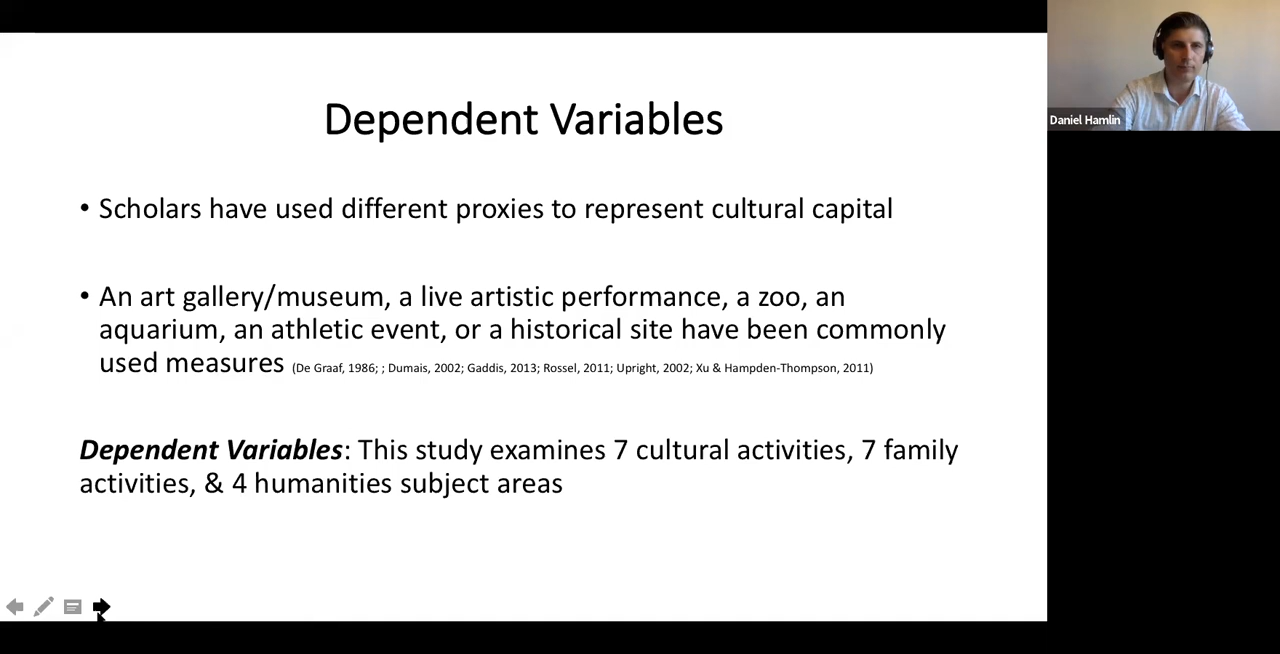 Dependent Variables
• Scholars have used different proxies to represent cultural capital
• An art gallery/museum, a live artistic performance, a zoo, an
aquarium, an athletic event, or a historical site have been commonly
used measures (De Graaf, 1986; ; Dumais, 2002; Gaddis, 2013; Rossel, 2011; Upright, 2002; Xu & Hampden-Thompson, 2011)
Dependent Variables: This study examines 7 cultural activities, 7 family
activities, & 4 humanities subject areas
Daniel Hamlin